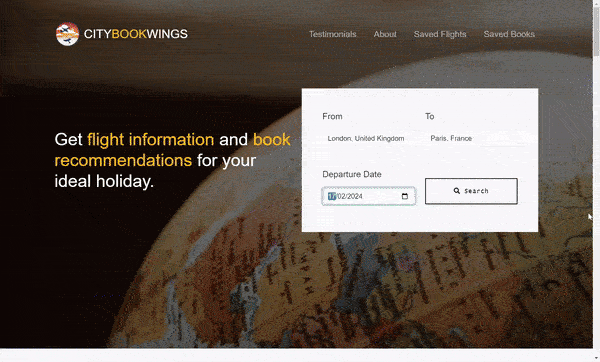 CITYBOOKWINGS
Testimonials About Saved Flights Saved Books
Get flight information and book
recommendations for your
ideal holiday.
From To
London, United Kingdom Paris, France
Departure Date
/02/2024
Search